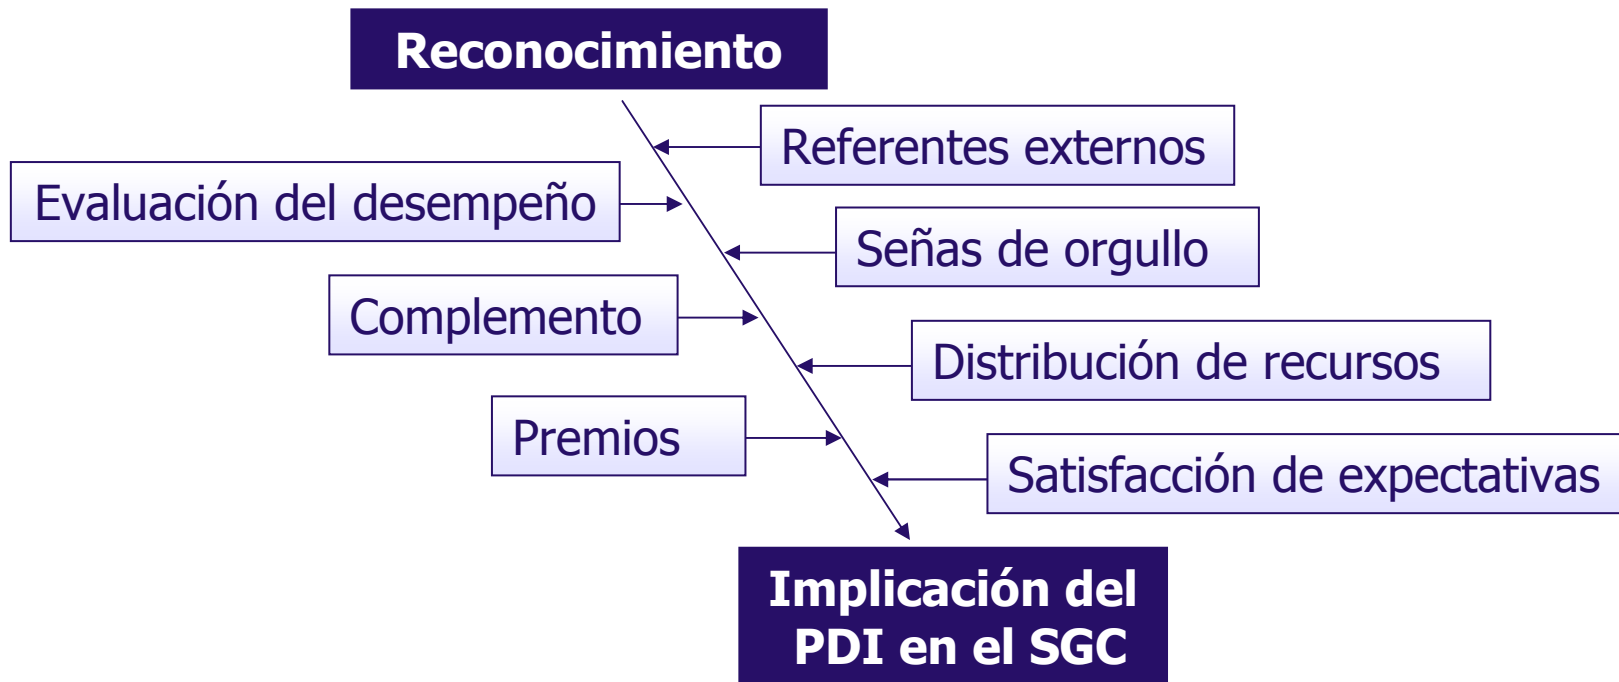 Reconocimiento
Referentes externos
Evaluación del desempeño
Señas de orgullo
Complemento
Distribución de recursos
Premios
Satisfacción de expectativas
Implicación del
PDI en el SGC